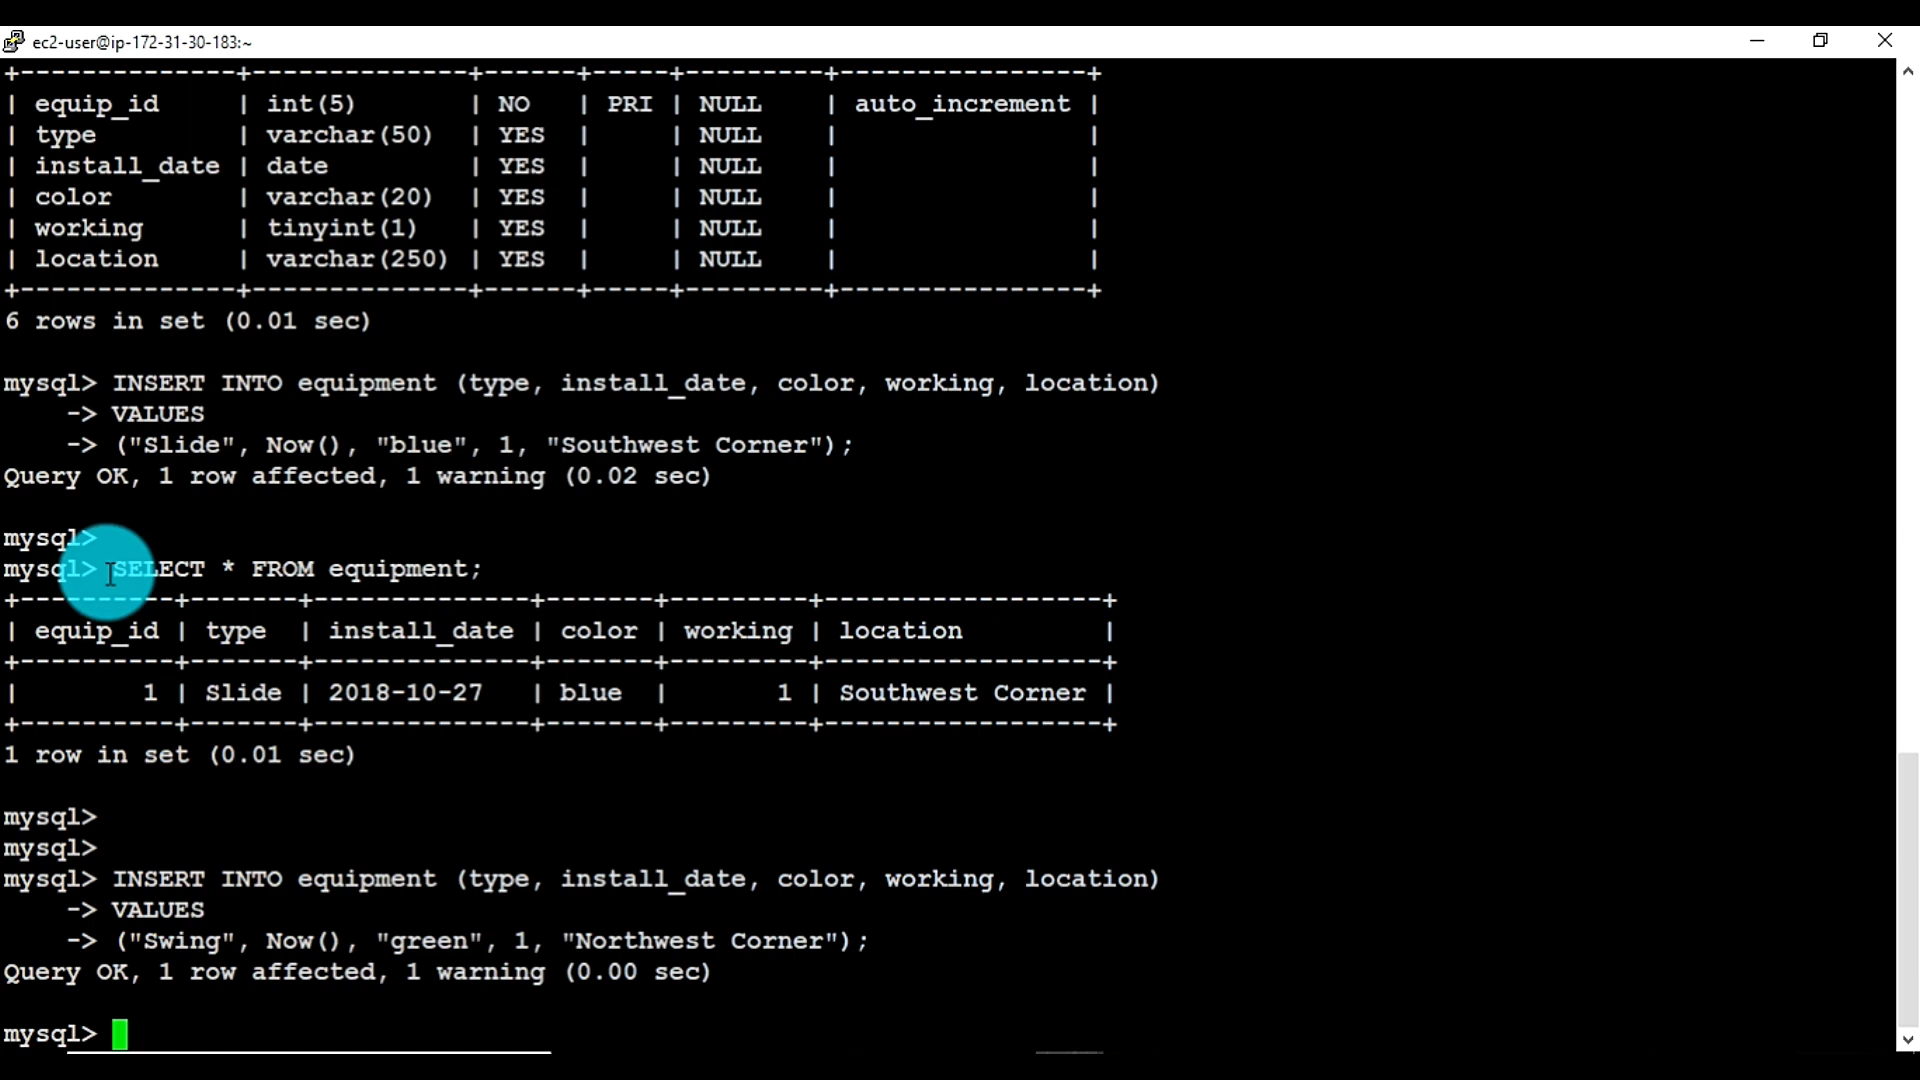 ec2-user@ip-172-31-30-183:~
+--------------+--------------+------+-----+---------+----------------+
| equip_id     | int(5)       | NO   | PRI | NULL    | auto_increment |
| type         | varchar(50)  | YES  |     | NULL    |                |
| install_date | date         | YES  |     | NULL    |                |
| color        | varchar(20)  | YES  |     | NULL    |                |
| working      | tinyint(1)   | YES  |     | NULL    |                |
| location     | varchar(250) | YES  |     | NULL    |                |
+--------------+--------------+------+-----+---------+----------------+
6 rows in set (0.01 sec)
mysql> INSERT INTO equipment (type, install_date, color, working, location)
    -> VALUES
    -> ("Slide", Now(), "blue", 1, "Southwest Corner");
Query OK, 1 row affected, 1 warning (0.02 sec)
mysql>
mysql> SELECT * FROM equipment;
+----------+-------+--------------+-------+---------+------------------+
| equip_id | type  | install_date | color | working | location         |
+----------+-------+--------------+-------+---------+------------------+
|        1 | Slide | 2018-10-27   | blue  |       1 | Southwest Corner |
+----------+-------+--------------+-------+---------+------------------+
1 row in set (0.01 sec)
mysql>
mysql>
mysql> INSERT INTO equipment (type, install_date, color, working, location)
    -> VALUES
    -> ("Swing", Now(), "green", 1, "Northwest Corner");
Query OK, 1 row affected, 1 warning (0.00 sec)
mysql>